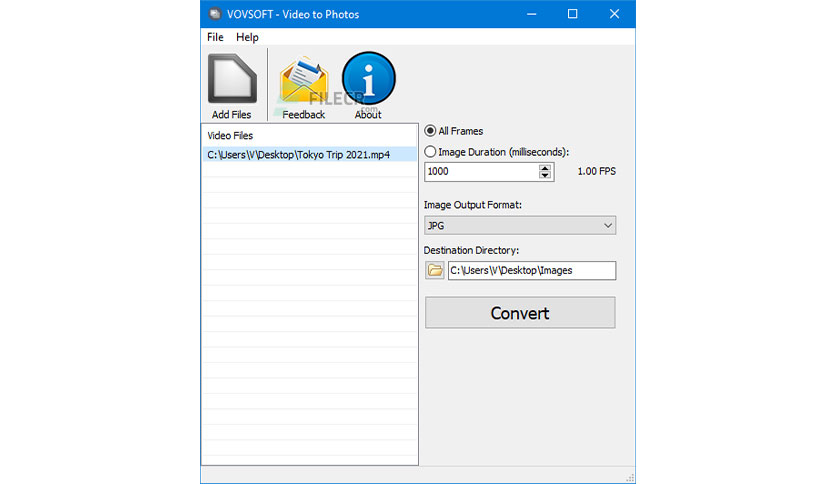 VOVSOFT - Video to Photos
File Help
Add Files
Feedback
About
FILECR
.com
Video Files
C:\Users\V\Desktop\Tokyo Trip 2021.mp4
All Frames
Image Duration (milliseconds):
1000
1.00 FPS
Image Output Format:
JPG
Destination Directory:
C:\Users\V\Desktop\Images
Convert